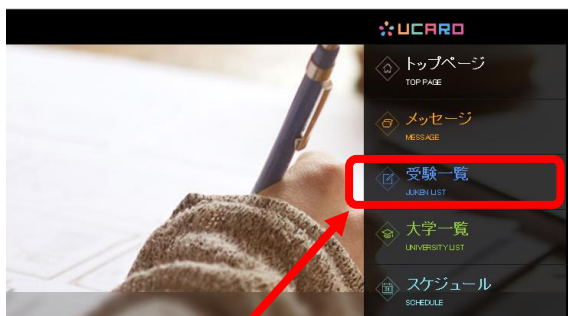 UCARO
トップページ
TOP PAGE
メッセージ
MESSAGE
受験一覧
JUKEN LIST
大学一覧
UNIVERSITY LIST
スケジュール
SCHEDULE